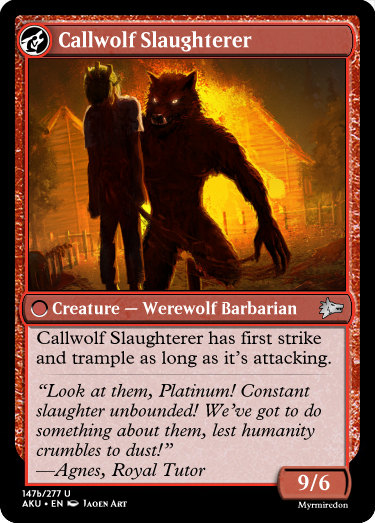 Callwolf Slaughterer
Creature — Werewolf Barbarian
Callwolf Slaughterer has first strike
and trample as long as it's attacking.
“Look at them, Platinum! Constant
slaughter unbounded! We've got to do
something about them, lest humanity
crumbles to dust!”
—Agnes, Royal Tutor
9/6
147b/277 U
AKU • EN Jaoen Art
Myrmiredon